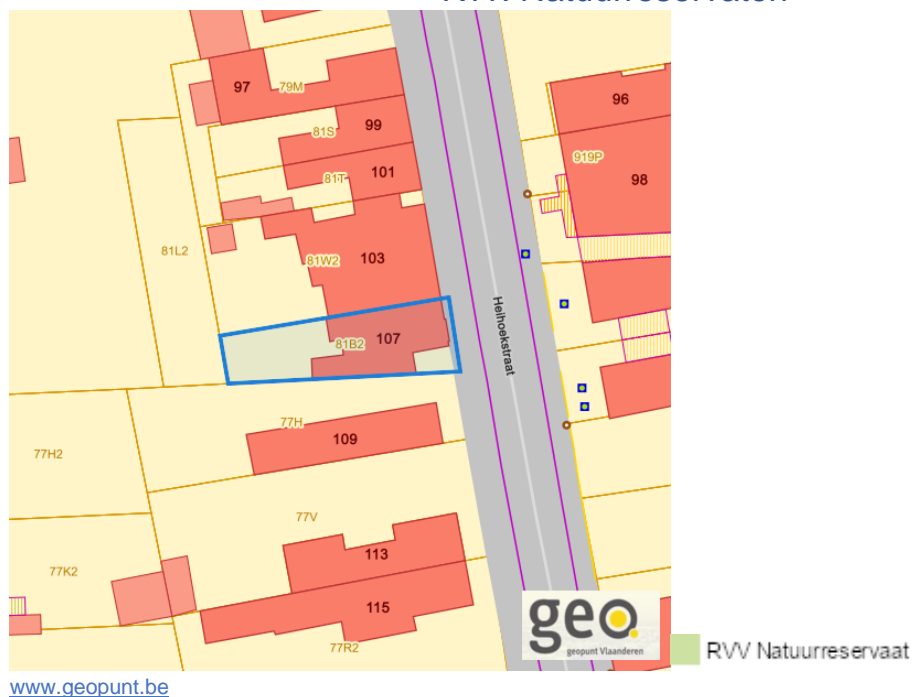 RVV Natuurreservaten
97
79M
96
99
81S
919P
101
81T
98
81L2
103
81W2
Heihoekstraat
107
81B2
77H
109
77H2
77V
113
77K2
115
geo
geopunt Vlaanderen
77R2
RVV Natuurreservaat
www.geopunt.be